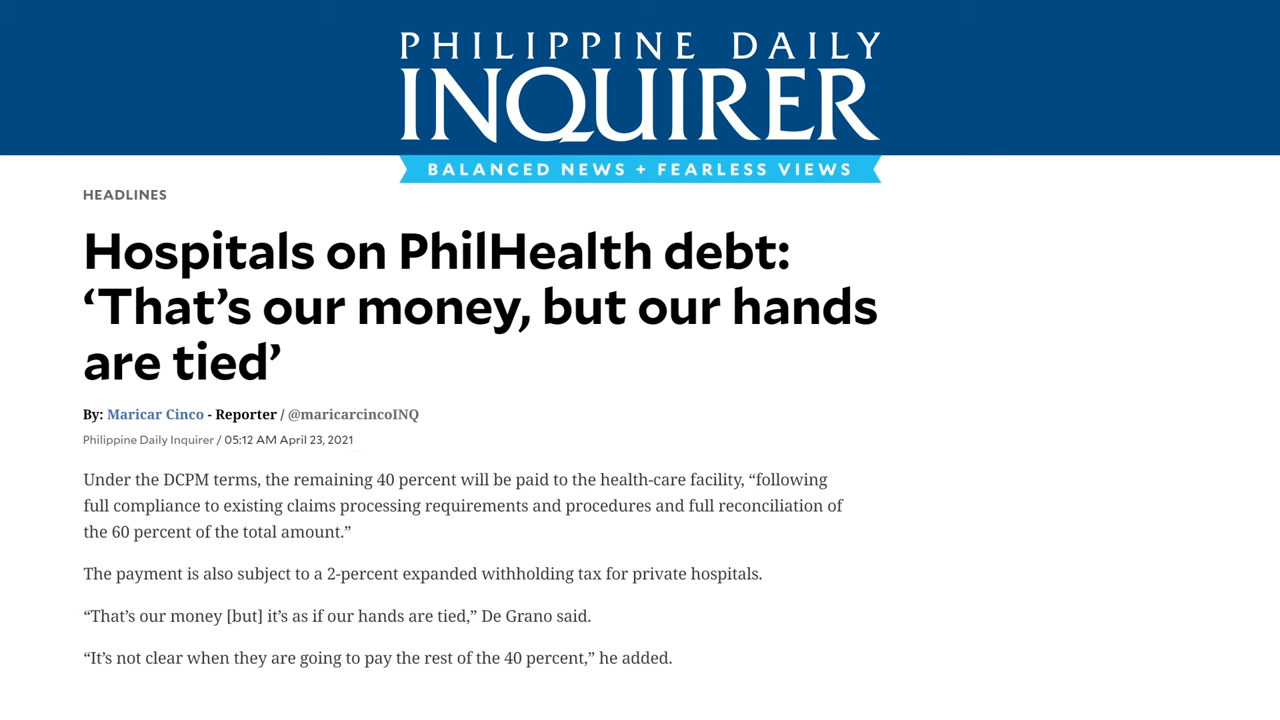 PHILIPPINE DAILY
INQUIRER
BALANCED NEWS + FEARLESS VIEWS
HEADLINES
Hospitals on PhilHealth debt:
‘That’s our money, but our hands
are tied’
By: Maricar Cinco - Reporter / @maricarcincoINQ
Philippine Daily Inquirer / 05:12 AM April 23, 2021
Under the DCPM terms, the remaining 40 percent will be paid to the health-care facility, “following
full compliance to existing claims processing requirements and procedures and full reconciliation of
the 60 percent of the total amount.”
The payment is also subject to a 2-percent expanded withholding tax for private hospitals.
“That’s our money [but] it’s as if our hands are tied,” De Grano said.
“It’s not clear when they are going to pay the rest of the 40 percent,” he added.